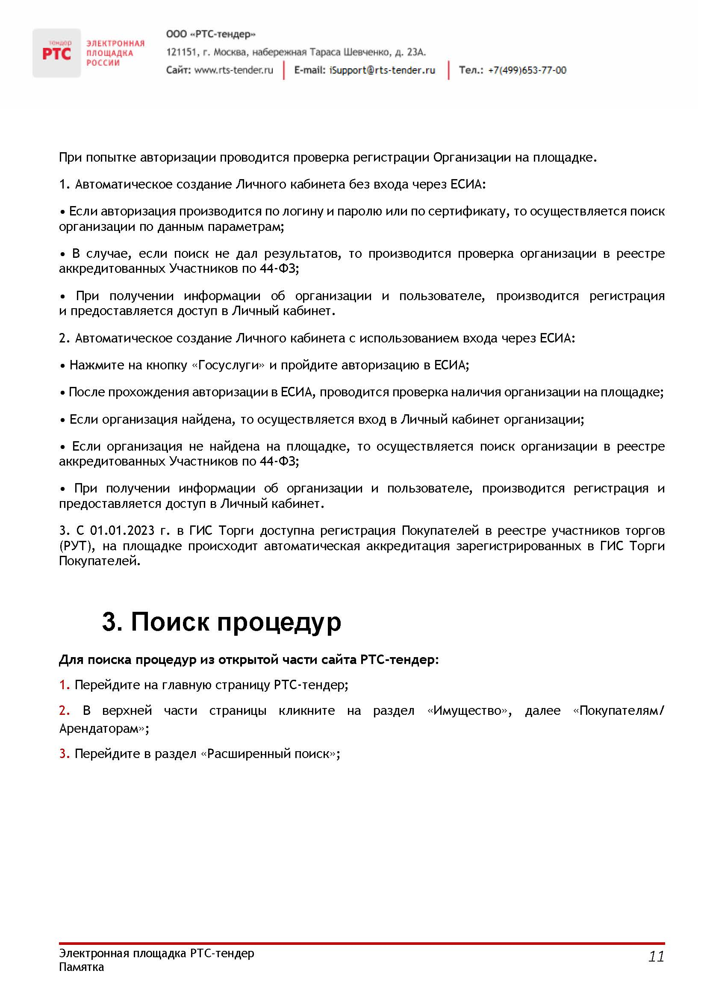 тендер
РТС
ЭЛЕКТРОННАЯ
ПЛОЩАДКА
РОССИИ
ООО «РТС-тендер»
121151, г. Москва, набережная Тараса Шевченко, д. 23А.
Сайт: www.rts-tender.ru E-mail: iSupport@rts-tender.ru Тел.: +7(499)653-77-00
При попытке авторизации проводится проверка регистрации Организации на площадке.
1. Автоматическое создание Личного кабинета без входа через ЕСИА:
• Если авторизация производится по логину и паролю или по сертификату, то осуществляется поиск
организации по данным параметрам;
• В случае, если поиск не дал результатов, то производится проверка организации в реестре
аккредитованных Участников по 44-ФЗ;
• При получении информации об организации и пользователе, производится регистрация
и предоставляется доступ в Личный кабинет.
2. Автоматическое создание Личного кабинета с использованием входа через ЕСИА:
• Нажмите на кнопку «Госуслуги» и пройдите авторизацию в ЕСИА;
• После прохождения авторизации в ЕСИА, проводится проверка наличия организации на площадке;
• Если организация найдена, то осуществляется вход в Личный кабинет организации;
• Если организация не найдена на площадке, то осуществляется поиск организации в реестре
аккредитованных Участников по 44-ФЗ;
• При получении информации об организации и пользователе, производится регистрация и
предоставляется доступ в Личный кабинет.
3. С 01.01.2023 г. в ГИС Торги доступна регистрация Покупателей в реестре участников торгов
(РУТ), на площадке происходит автоматическая аккредитация зарегистрированных в ГИС Торги
Покупателей.
3. Поиск процедур
Для поиска процедур из открытой части сайта РТС-тендер:
1. Перейдите на главную страницу РТС-тендер;
2. В верхней части страницы кликните на раздел «Имущество», далее «Покупателям/
Арендаторам»;
3. Перейдите в раздел «Расширенный поиск»;
Электронная площадка РТС-тендер
Памятка
11